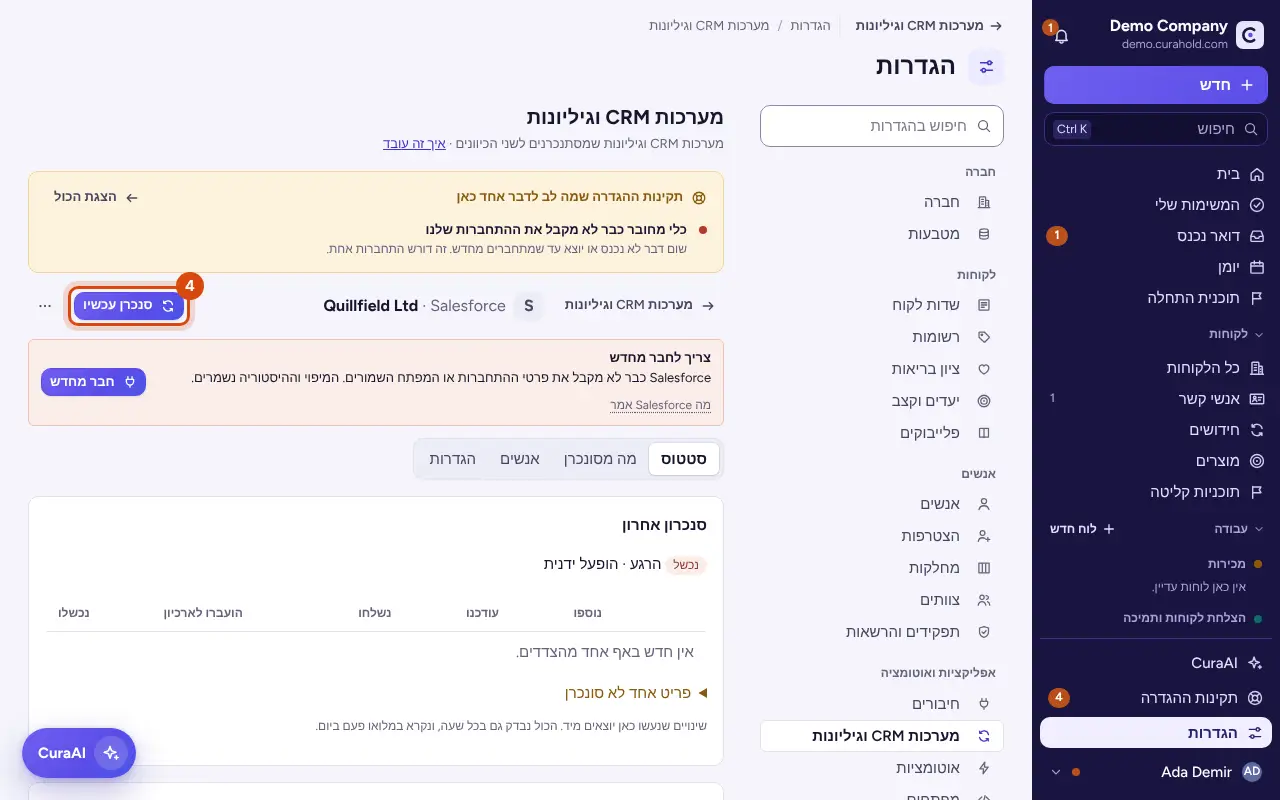 Demo Company
demo.curahold.com
1
חדש
חיפוש
Ctrl K
בית
המשימות שלי
דואר נכנס
1
יומן
תוכנית התחלה
לקוחות
כל הלקוחות
אנשי קשר
1
חידושים
מוצרים
תוכניות קליטה
עבודה
לוח חדש
מכירות
אין כאן לוחות עדיין.
הצלחת לקוחות ותמיכה
CuraAI
תקינות ההגדרה
4
הגדרות
AD
Ada Demir
מערכות CRM וגיליונות
הגדרות / מערכות CRM וגיליונות
הגדרות
חיפוש בהגדרות
חברה
חברה
מטבעות
לקוחות
שדות לקוח
רשומות
ציון בריאות
יעדים וקצב
פלייבוקים
אנשים
אנשים
הצטרפות
מחלקות
צוותים
תפקידים והרשאות
אפליקציות ואוטומציה
חיבורים
מערכות CRM וגיליונות
אוטומציות
מפתחים
מערכות CRM וגיליונות
מערכות CRM וגיליונות שמסתנכרנים לשני הכיוונים · איך זה עובד
תקינות ההגדרה שמה לב לדבר אחד כאן
הצגת הכול
כלי מחובר כבר לא מקבל את ההתחברות שלנו
שום דבר לא נכנס או יוצא עד שמתחברים מחדש. זה דורש התחברות אחת.
מערכות CRM וגיליונות
S
Quillfield Ltd · Salesforce
סנכרן עכשיו
4
צריך לחבר מחדש
Salesforce כבר לא מקבל את פרטי ההתחברות או המפתח השמורים. המיפוי וההיסטוריה נשמרים.
מה Salesforce אמר
חבר מחדש
סטטוס
מה מסונכרן
אנשים
הגדרות
סנכרון אחרון
נכשל
הרגע · הופעל ידנית
נוספו
עודכנו
נשלחו
הועברו לארכיון
נכשלו
אין חדש באף אחד מהצדדים.
פריט אחד לא סונכרן
שינויים שנעשו כאן יוצאים מיד. הכול נבדק גם בכל שעה, ונקרא במלואו פעם ביום.
CuraAI